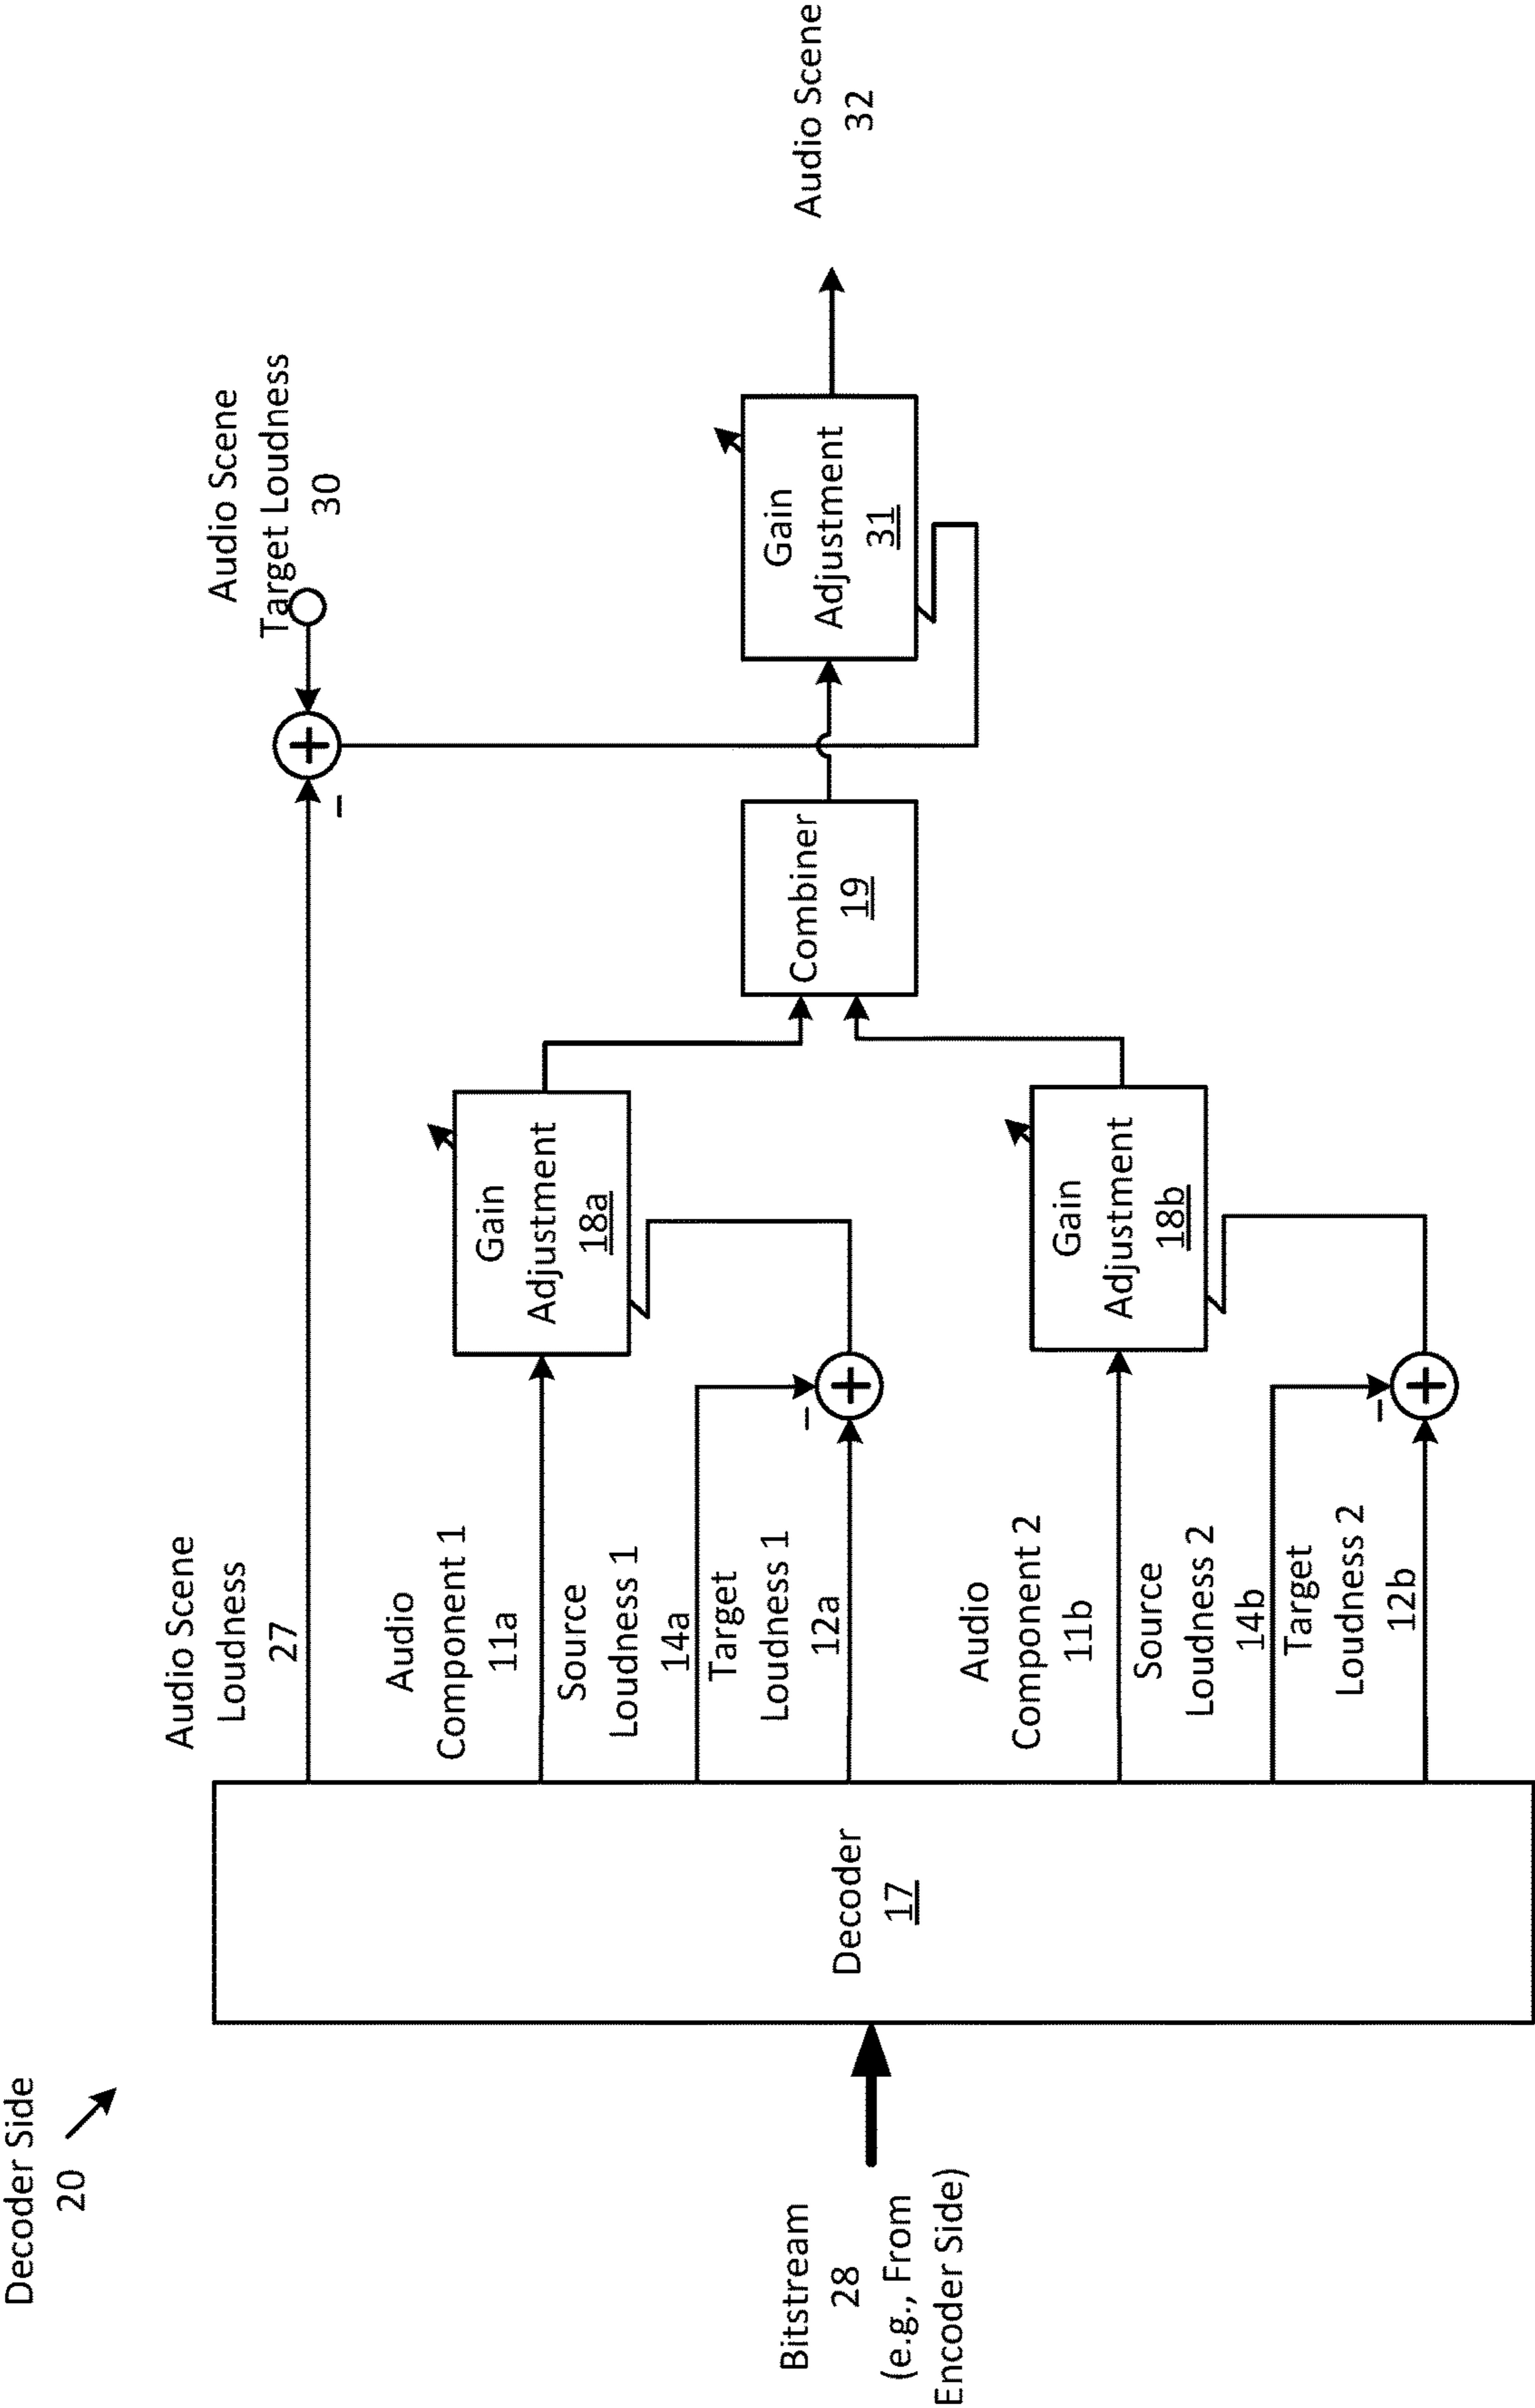 Decoder Side
20
Bitstream
28
(e.g., From
Encoder Side)
Decoder
17
Audio Scene
Loudness
27
Audio
Component 1
11a
Source
Loudness 1
14a
Target
Loudness 1
12a
Audio
Component 2
11b
Source
Loudness 2
14b
Target
Loudness 2
12b
+
-
+
-
Gain
Adjustment
18a
Gain
Adjustment
18b
Combiner
19
+
-
Audio Scene
Target Loudness
30
Gain
Adjustment
31
Audio Scene
32